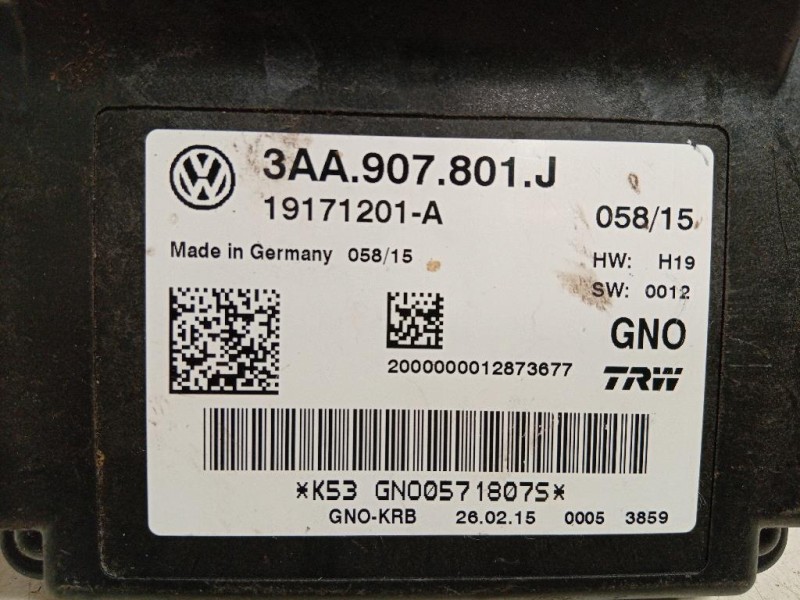 3AA.907.801.J
19171201-A 058/15
Made in Germany 058/15 HW: H19
SW: 0012
GNO
2000000012873677 TRW
*K53 GNO0571807S*
GNO-KRB 26.02.15 0005 3859